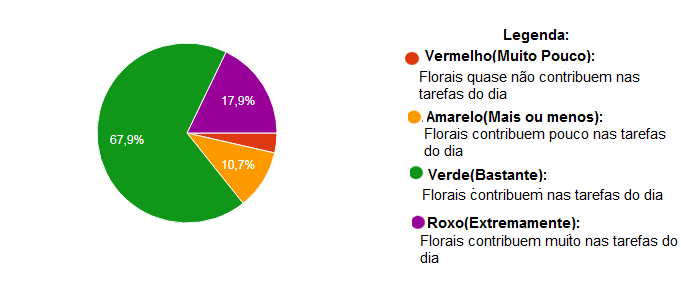 17,9%
67,9%
10,7%
Legenda:
Vermelho(Muito Pouco):
Florais quase não contribuem nas
tarefas do dia
Amarelo(Mais ou menos):
Florais contribuem pouco nas tarefas
do dia
Verde(Bastante):
Florais contribuem nas tarefas do dia
Roxo(Extremamente):
Florais contribuem muito nas tarefas do
dia